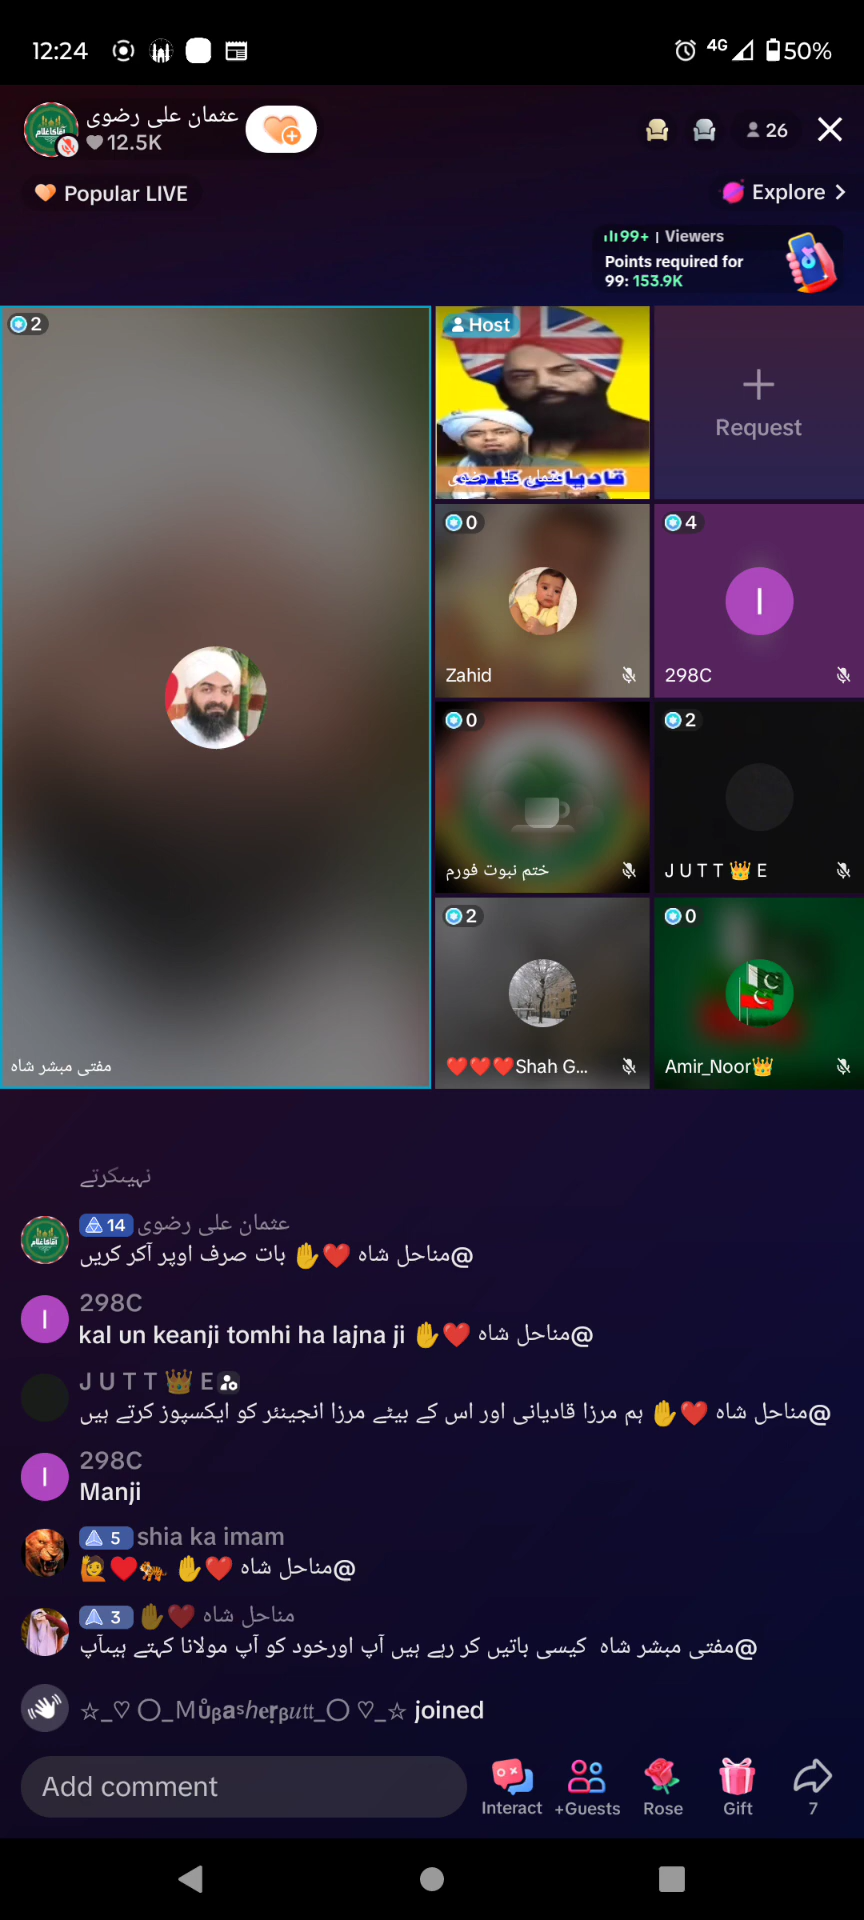 12:24
4G
50%
عثمان علی رضوی
12.5K
26
Popular LIVE
Explore
99+ | Viewers
Points required for
99: 153.9K
2
Host
عثمان علی رضوی
Request
0
Zahid
4
I
298C
0
ختم نبوت فورم
2
J U T T 👑 E
2
❤️❤️❤️Shah G...
0
Amir_Noor👑
مفتی مبشر شاہ
نہیںکرتے
14 عثمان علی رضوی
@مناحل شاہ ❤️✋ بات صرف اوپر آکر کریں
298C
kal un keanji tomhi ha lajna ji ✋❤️ مناحل شاہ@
J U T T 👑 E
@مناحل شاہ ❤️✋ ہم مرزا قادیانی اور اس کے بیٹے مرزا انجینئر کو ایکسپوز کرتے ہیں
298C
Manji
5 shia ka imam
@مناحل شاہ ❤️✋ 🐅♥️🙋
3 مناحل شاہ ❤️✋
@مفتی مبشر شاہ کیسی باتیں کر رہے ہیں آپ اورخود کو آپ مولانا کہتے ہیںآپ
☆_♡ ◯_Můᵦaˢℎ𝐞𝐫̣ᵦ𝑢𝔱𝔱_◯ ♡_☆ joined
Add comment
Interact
+Guests
Rose
Gift
7